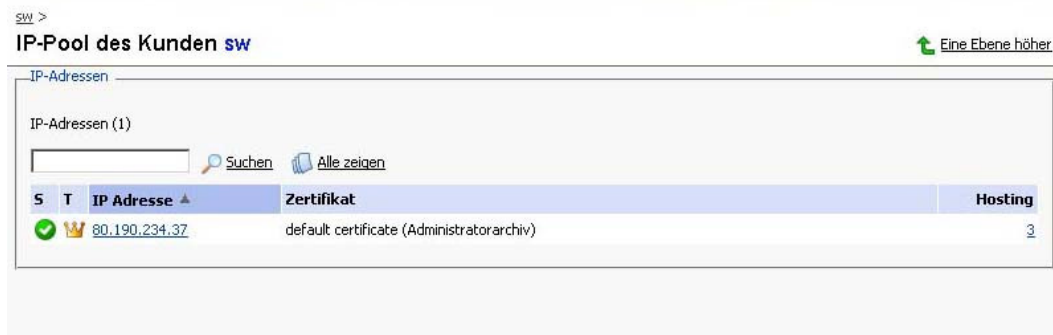 sw >
IP-Pool des Kunden sw
Eine Ebene höher
IP-Adressen
IP-Adressen (1)
Suchen Alle zeigen
S T IP Adresse Zertifikat Hosting
80.190.234.37 default certificate (Administratorarchiv) 3